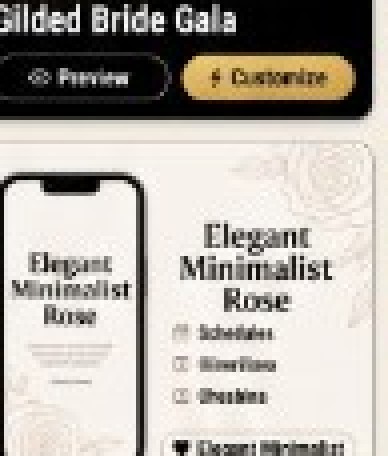 Gilded Bride Gala
Preview
Customize
Elegant
Minimalist
Rose
Elegant
Minimalist
Rose
Schedules
Elegant Minimalist